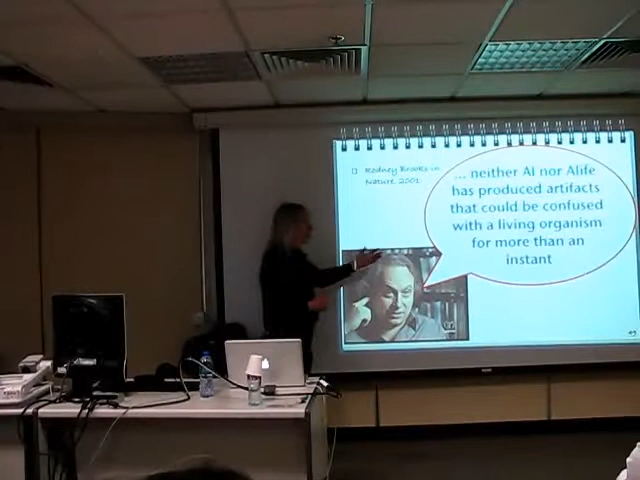 Rodney Brooks in
Nature 2001:
... neither AI nor Alife
has produced artifacts
that could be confused
with a living organism
for more than an
instant